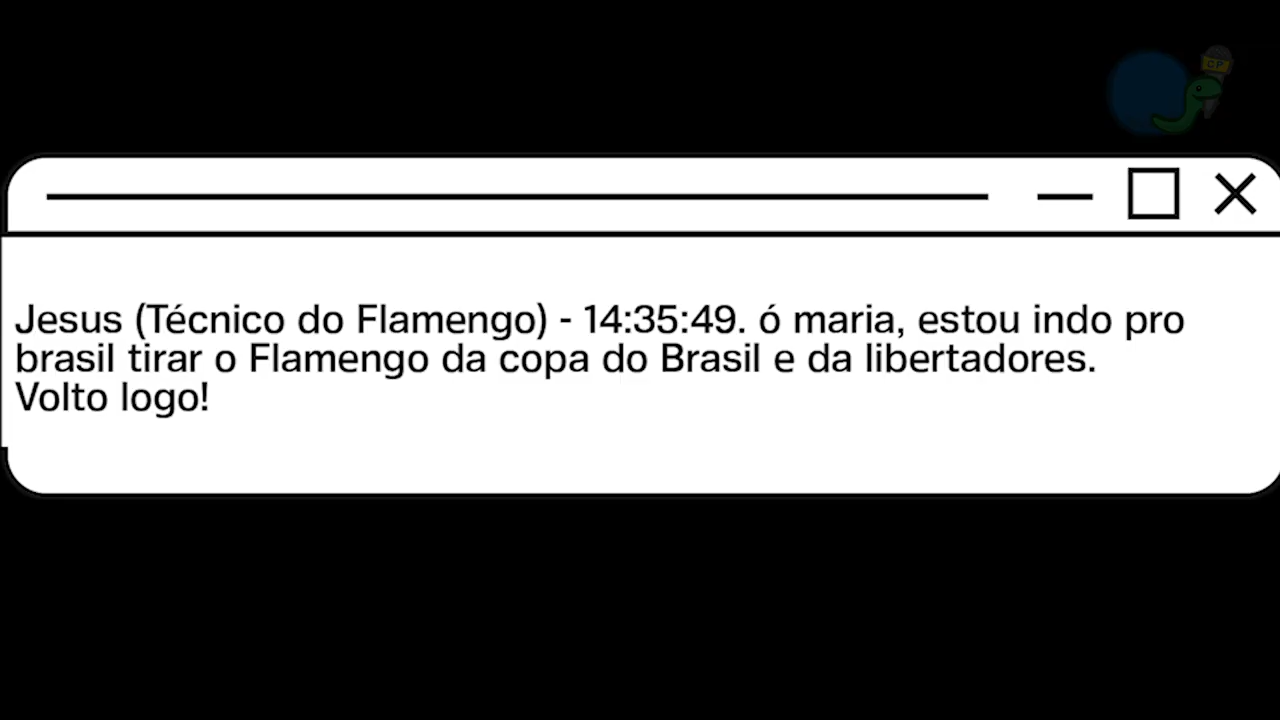 CP
Jesus (Técnico do Flamengo) - 14:35:49. ó maria, estou indo pro
brasil tirar o Flamengo da copa do Brasil e da libertadores.
Volto logo!